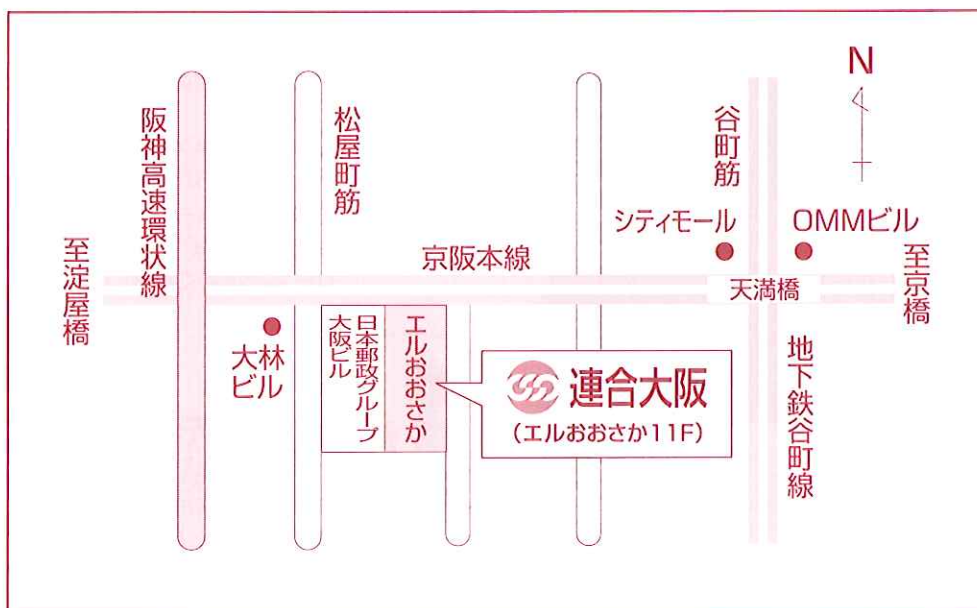 N
阪神高速環状線
松屋町筋
谷町筋
シティモール
OMMビル
至淀屋橋
京阪本線
天満橋
至京橋
大林
ビル
日本郵政グループ
大阪ビル
エルおおさか
連合大阪
(エルおおさか11F)
地下鉄谷町線